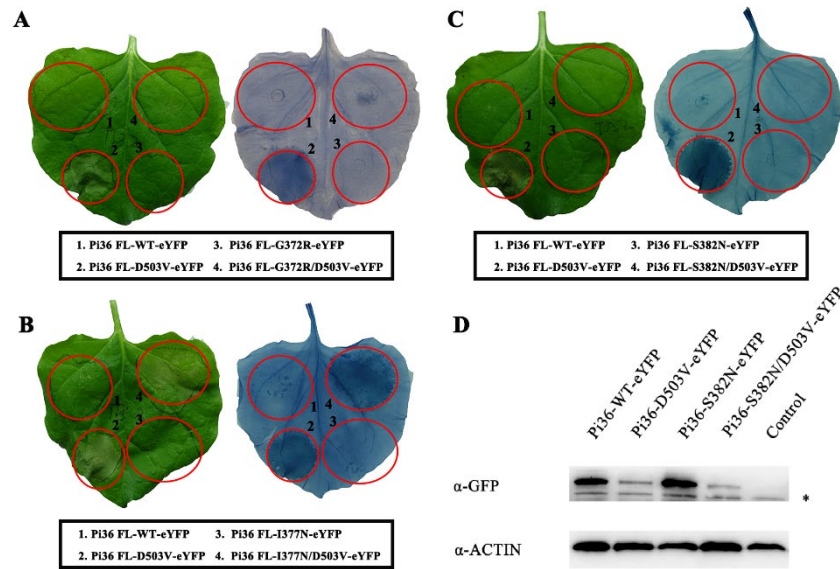 A
1
4
2
3
1. Pi36 FL-WT-eYFP 3. Pi36 FL-G372R-eYFP
2. Pi36 FL-D503V-eYFP 4. Pi36 FL-G372R/D503V-eYFP
B
1
4
2
3
1. Pi36 FL-WT-eYFP 3. Pi36 FL-I377N-eYFP
2. Pi36 FL-D503V-eYFP 4. Pi36 FL-I377N/D503V-eYFP
C
1
4
2
3
1. Pi36 FL-WT-eYFP 3. Pi36 FL-S382N-eYFP
2. Pi36 FL-D503V-eYFP 4. Pi36 FL-S382N/D503V-eYFP
D
Pi36-WT-eYFP
Pi36-D503V-eYFP
Pi36-S382N-eYFP
Pi36-S382N/D503V-eYFP
Control
α-GFP
*
α-ACTIN